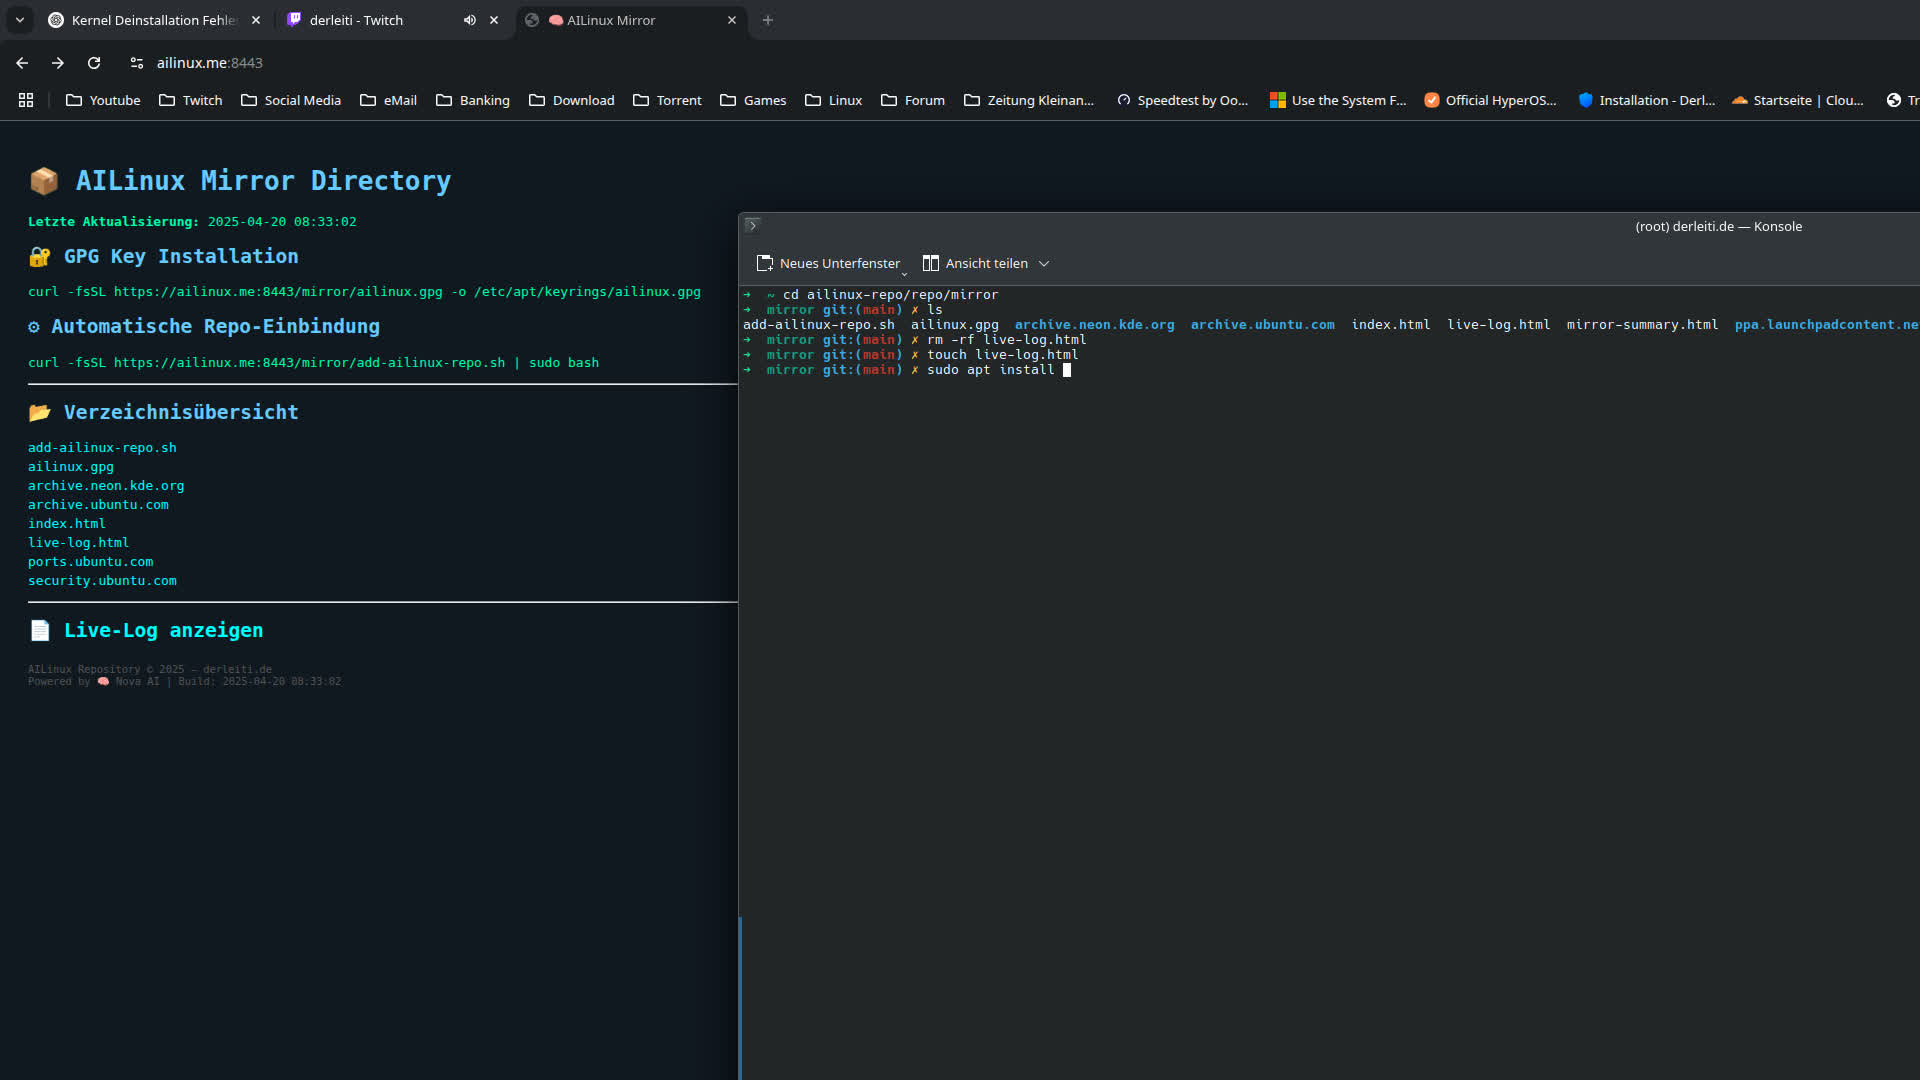 Kernel Deinstallation Fehle
derleiti - Twitch
AILinux Mirror
ailinux.me:8443
Youtube
Twitch
Social Media
eMail
Banking
Download
Torrent
Games
Linux
Forum
Zeitung Kleinan...
Speedtest by Oo...
Use the System F...
Official HyperOS...
Installation - Derl...
Startseite | Clou...
Tr
AILinux Mirror Directory
Letzte Aktualisierung: 2025-04-20 08:33:02
GPG Key Installation
curl -fsSL https://ailinux.me:8443/mirror/ailinux.gpg -o /etc/apt/keyrings/ailinux.gpg
Automatische Repo-Einbindung
curl -fsSL https://ailinux.me:8443/mirror/add-ailinux-repo.sh | sudo bash
Verzeichnisübersicht
add-ailinux-repo.sh
ailinux.gpg
archive.neon.kde.org
archive.ubuntu.com
index.html
live-log.html
ports.ubuntu.com
security.ubuntu.com
Live-Log anzeigen
AILinux Repository © 2025 — derleiti.de
Powered by Nova AI | Build: 2025-04-20 08:33:02
(root) derleiti.de — Konsole
Neues Unterfenster
Ansicht teilen
➜ ~ cd ailinux-repo/repo/mirror
➜ mirror git:(main) ✗ ls
add-ailinux-repo.sh ailinux.gpg archive.neon.kde.org archive.ubuntu.com index.html live-log.html mirror-summary.html ppa.launchpadcontent.ne
➜ mirror git:(main) ✗ rm -rf live-log.html
➜ mirror git:(main) ✗ touch live-log.html
➜ mirror git:(main) ✗ sudo apt install